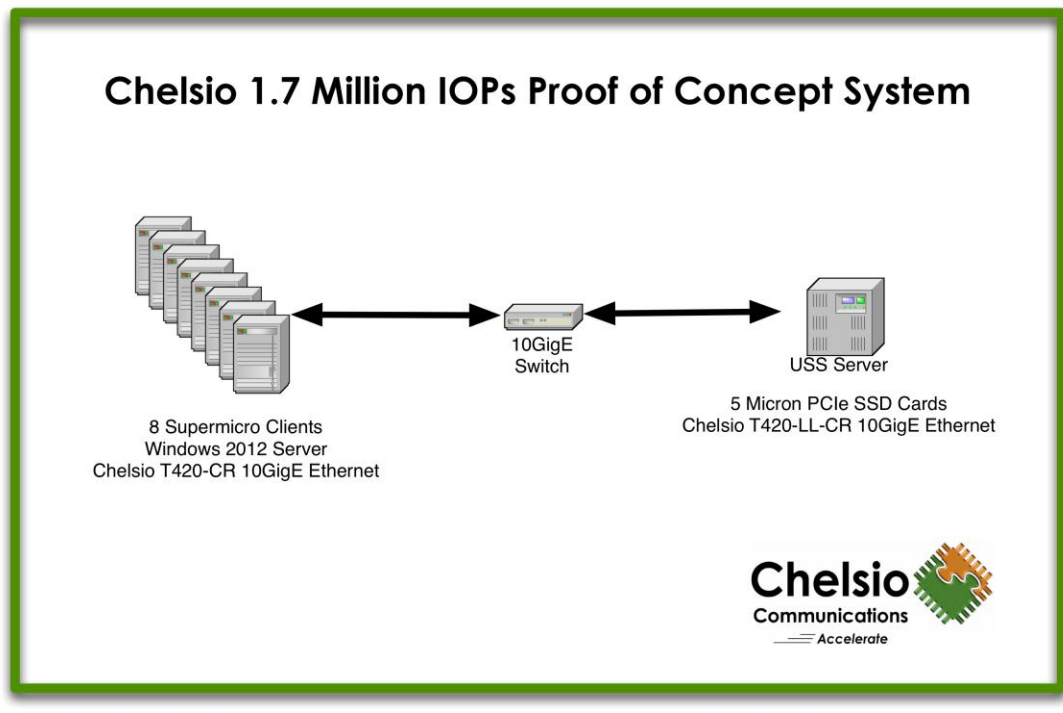 Chelsio 1.7 Million IOPs Proof of Concept System
10GigE
Switch
USS Server
5 Micron PCIe SSD Cards
Chelsio T420-LL-CR 10GigE Ethernet
8 Supermicro Clients
Windows 2012 Server
Chelsio T420-CR 10GigE Ethernet
Chelsio
Communications
Accelerate